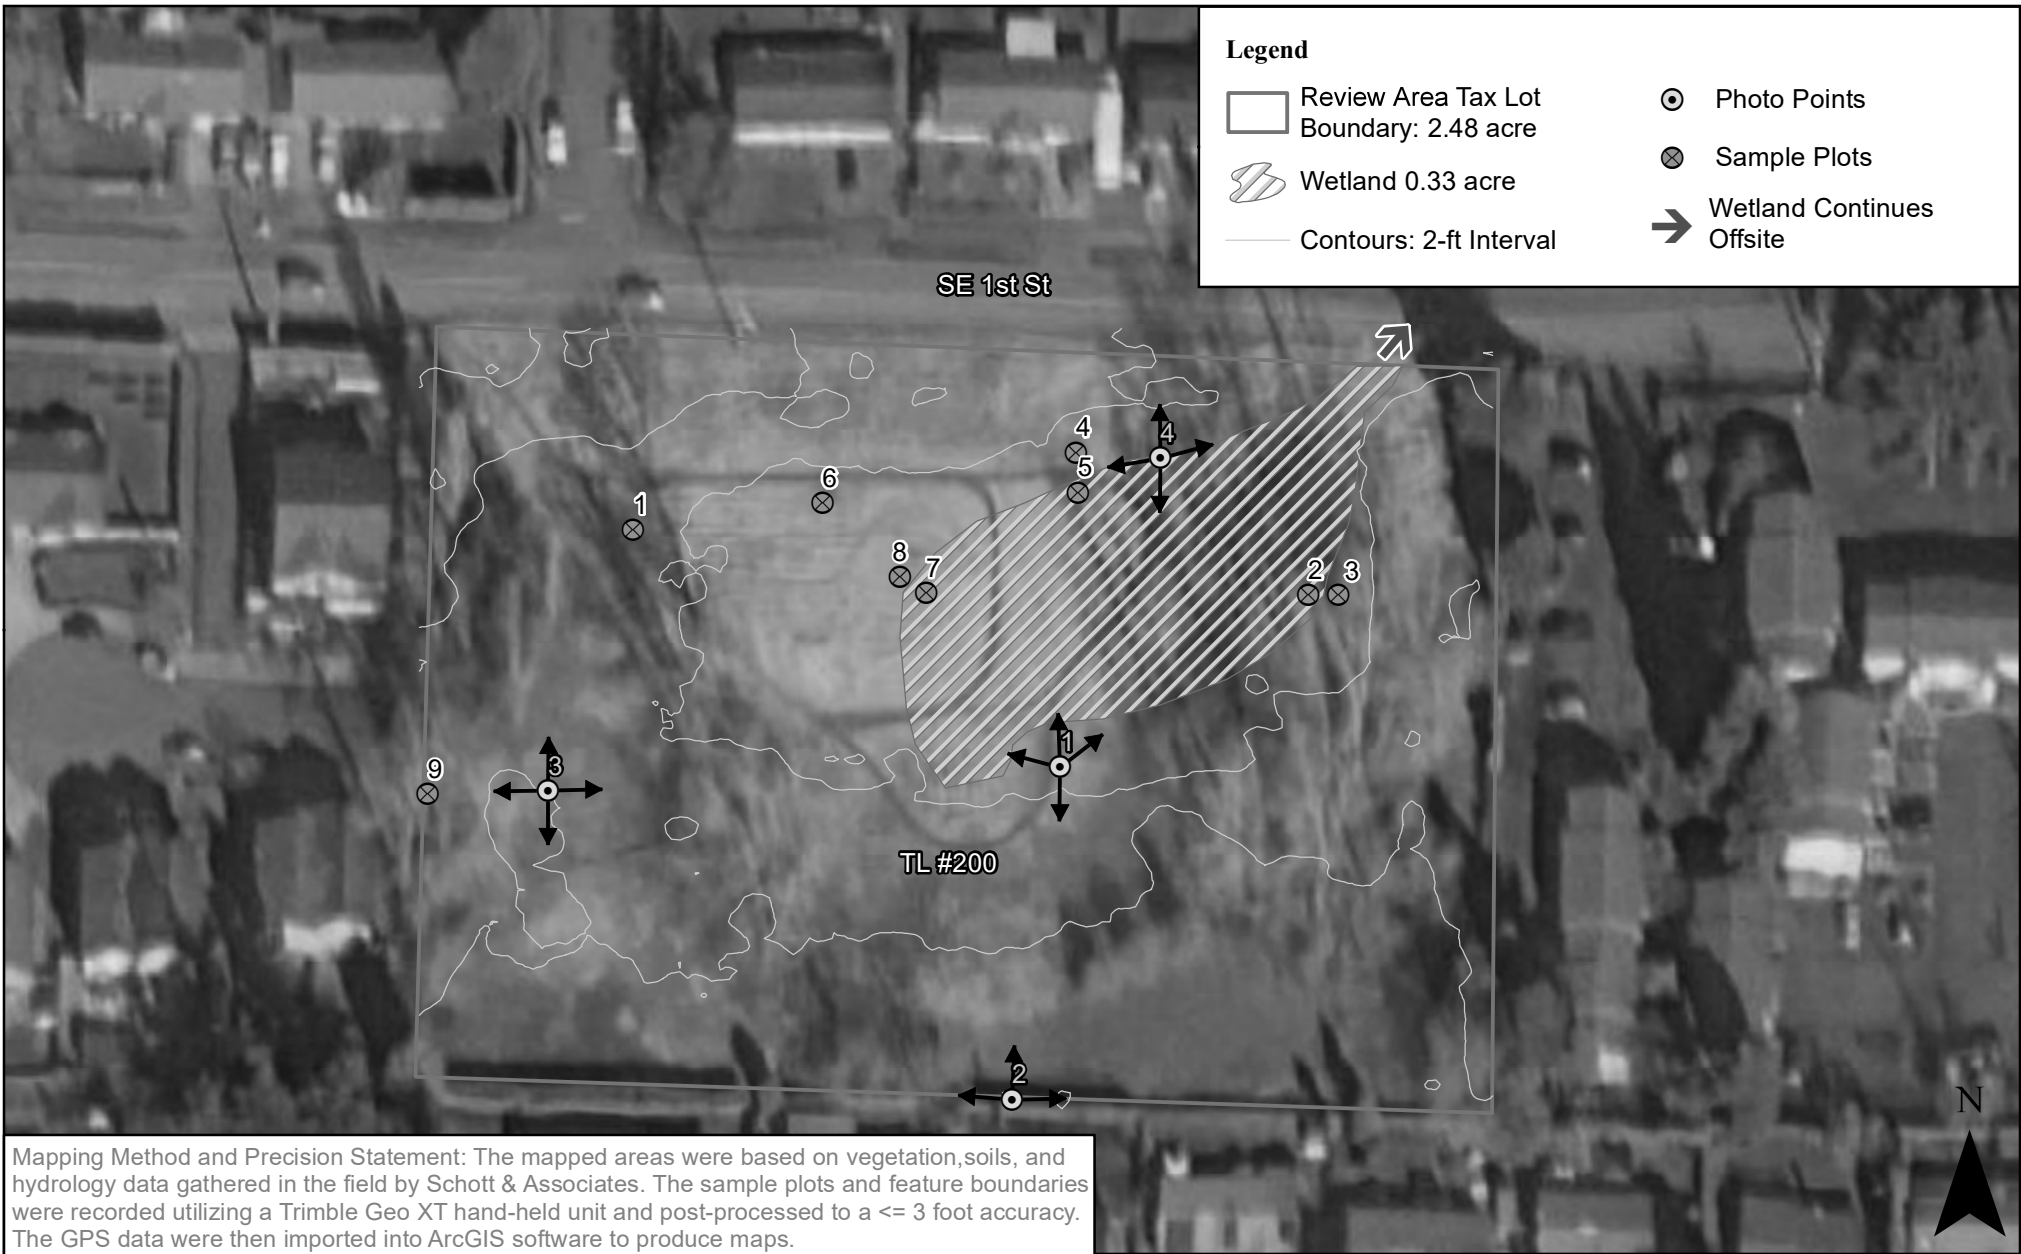 Legend
Review Area Tax Lot
Boundary: 2.48 acre
Wetland 0.33 acre
Contours: 2-ft Interval
Photo Points
Sample Plots
Wetland Continues
Offsite
SE 1st St
4
4
5
6
1
8
7
2
3
1
3
9
TL #200
2
N
Mapping Method and Precision Statement: The mapped areas were based on vegetation,soils, and
hydrology data gathered in the field by Schott & Associates. The sample plots and feature boundaries
were recorded utilizing a Trimble Geo XT hand-held unit and post-processed to a <= 3 foot accuracy.
The GPS data were then imported into ArcGIS software to produce maps.